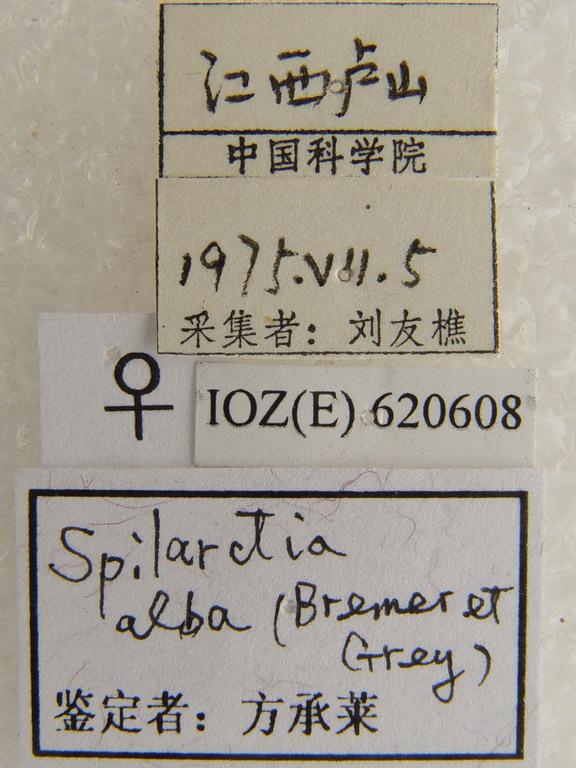 江西庐山
中国科学院
1975.VII.5
采集者：刘友樵
♀
IOZ(E) 620608
Spilarctia
alba (Bremer et
Grey)
鉴定者：方承莱